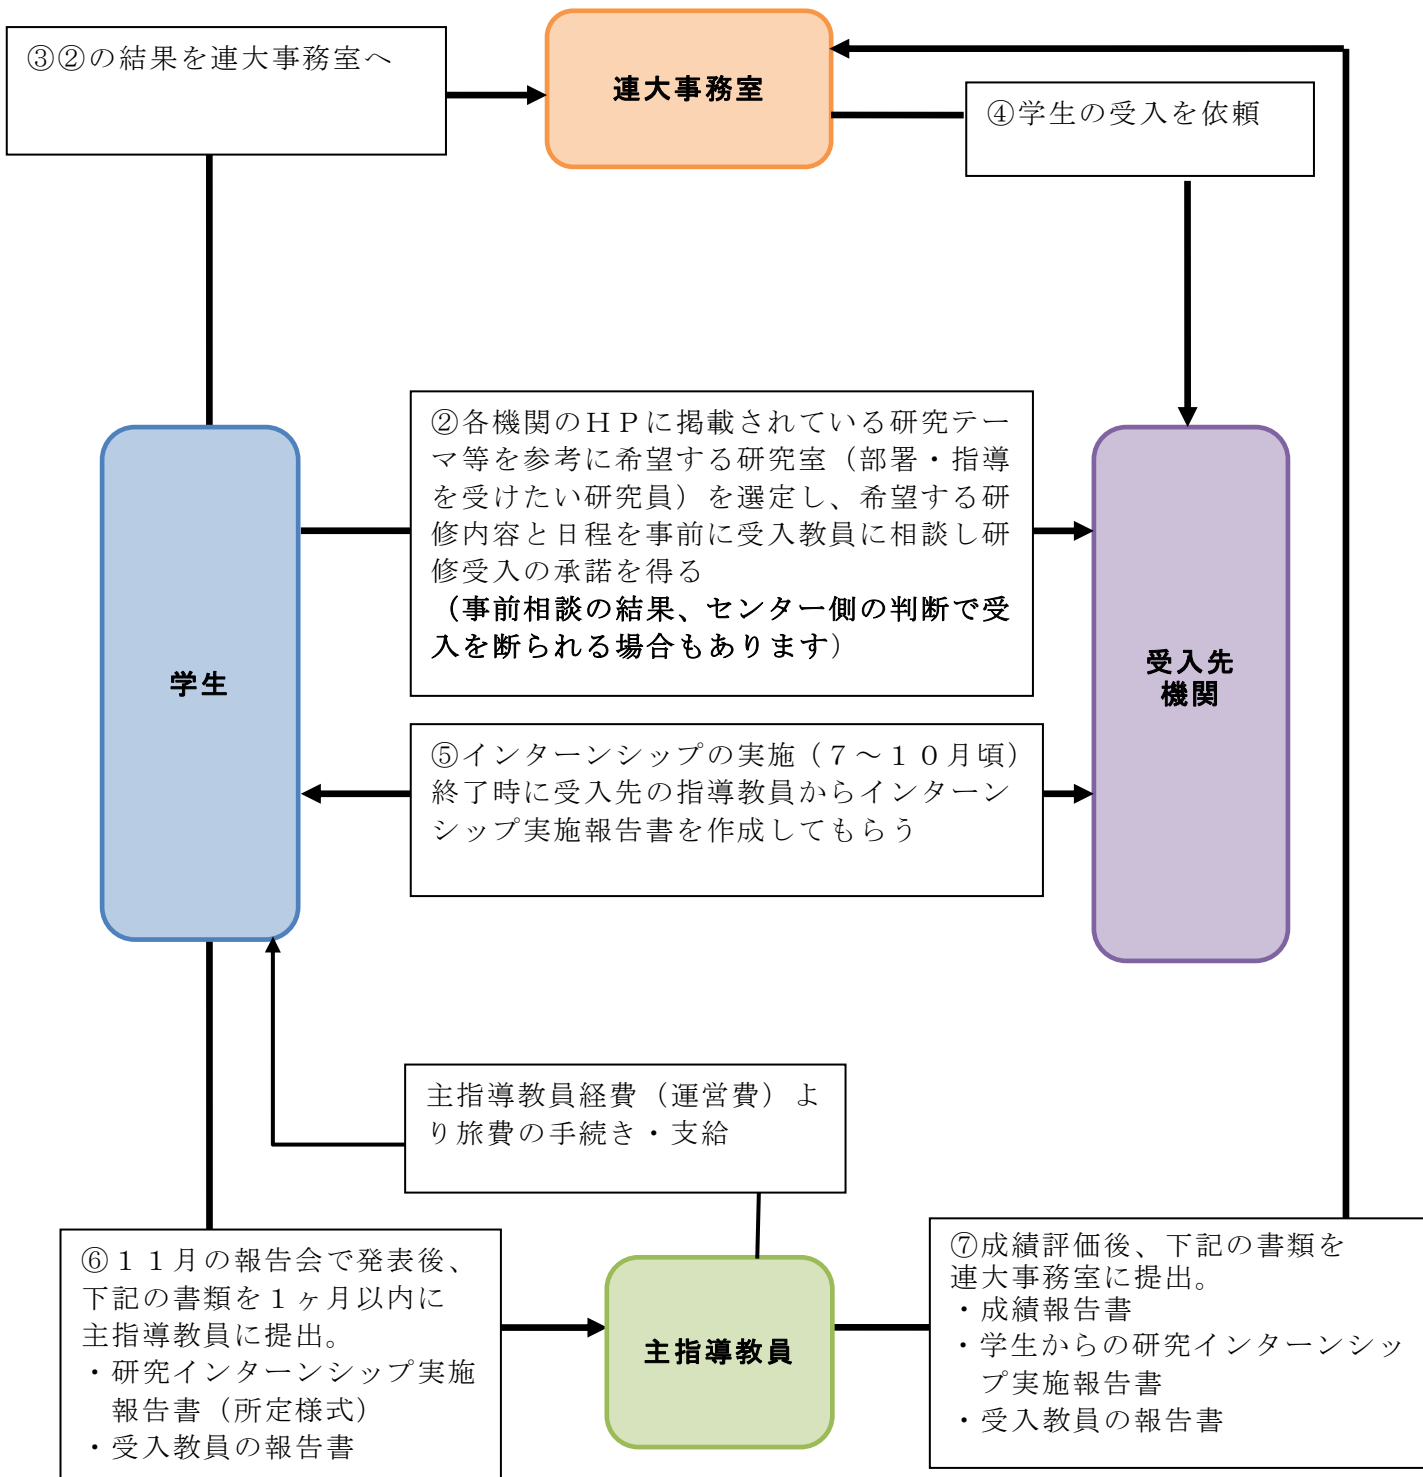 ③②の結果を連大事務室へ
連大事務室
④学生の受入を依頼
②各機関のＨＰに掲載されている研究テー
マ等を参考に希望する研究室（部署・指導
を受けたい研究員）を選定し、希望する研
修内容と日程を事前に受入教員に相談し研
修受入の承諾を得る
（事前相談の結果、センター側の判断で受
入を断られる場合もあります）
学生
受入先
機関
⑤インターンシップの実施（７～１０月頃）
終了時に受入先の指導教員からインターン
シップ実施報告書を作成してもらう
主指導教員経費（運営費）よ
り旅費の手続き・支給
⑥１１月の報告会で発表後、
下記の書類を１ヶ月以内に
主指導教員に提出。
・研究インターンシップ実施
報告書（所定様式）
・受入教員の報告書
主指導教員
⑦成績評価後、下記の書類を
連大事務室に提出。
・成績報告書
・学生からの研究インターンシッ
プ実施報告書
・受入教員の報告書